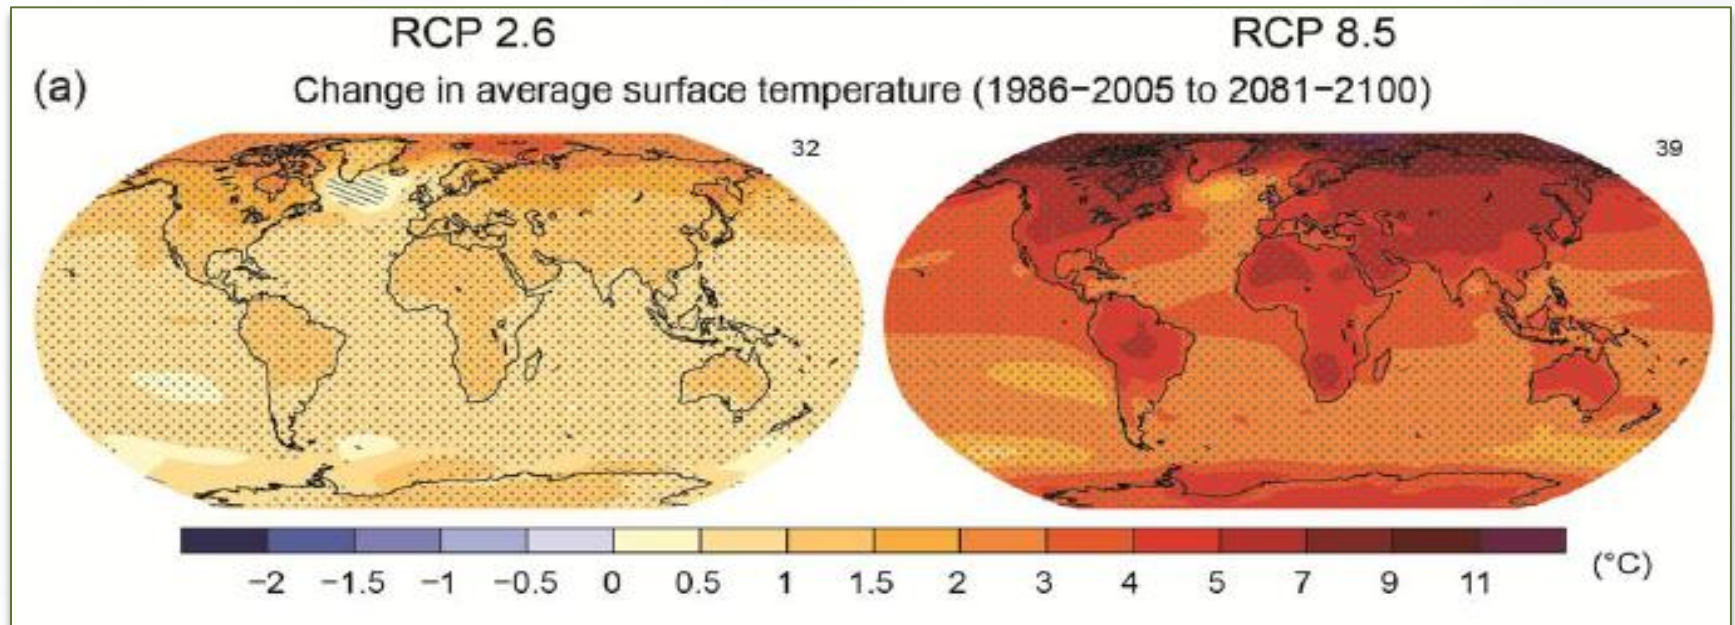 RCP 2.6 RCP 8.5
(a) Change in average surface temperature (1986−2005 to 2081−2100)
32 39
−2 −1.5 −1 −0.5 0 0.5 1 1.5 2 3 4 5 7 9 11 (°C)